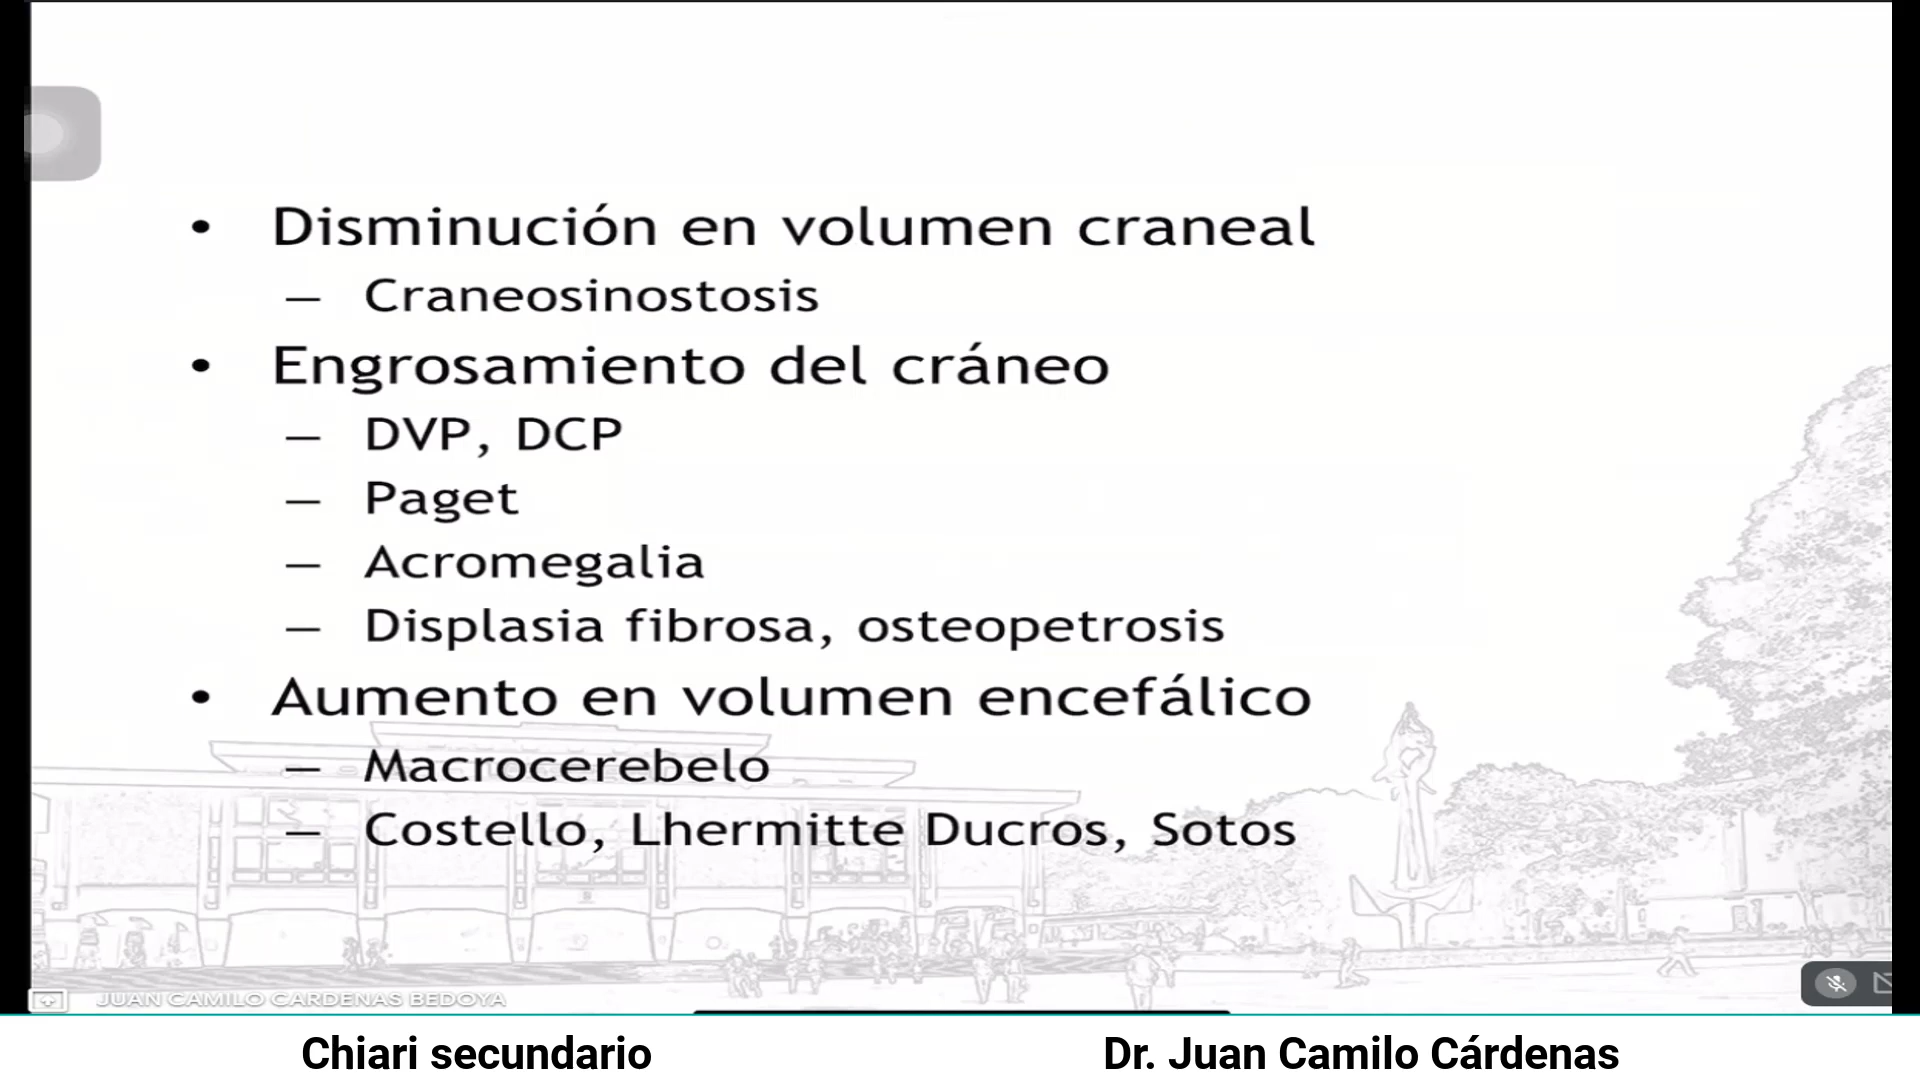 • Disminución en volumen craneal
– Craneosinostosis
• Engrosamiento del cráneo
– DVP, DCP
– Paget
– Acromegalia
– Displasia fibrosa, osteopetrosis
• Aumento en volumen encefálico
– Macrocerebelo
– Costello, Lhermitte Ducros, Sotos
JUAN CAMILO CARDENAS BEDOYA
Chiari secundario
Dr. Juan Camilo Cárdenas